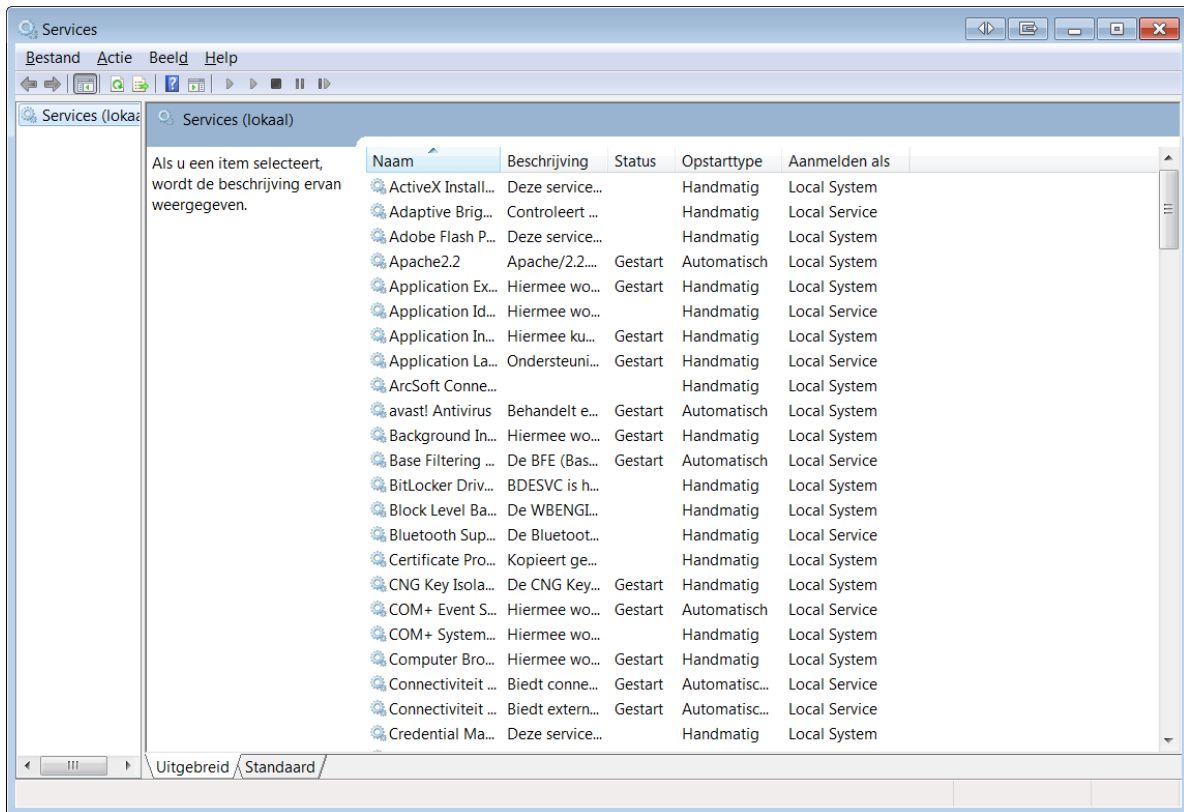 Services
Bestand Actie Beeld Help
Services (lokaa
Services (lokaal)
Als u een item selecteert,
wordt de beschrijving ervan
weergegeven.
Naam Beschrijving Status Opstarttype Aanmelden als
ActiveX Install... Deze service... Handmatig Local System
Adaptive Brig... Controleert ... Handmatig Local Service
Adobe Flash P... Deze service... Handmatig Local System
Apache2.2 Apache/2.2.... Gestart Automatisch Local System
Application Ex... Hiermee wo... Gestart Handmatig Local System
Application Id... Hiermee wo... Handmatig Local Service
Application In... Hiermee ku... Gestart Handmatig Local System
Application La... Ondersteuni... Gestart Handmatig Local Service
ArcSoft Conne... Handmatig Local System
avast! Antivirus Behandelt e... Gestart Automatisch Local System
Background In... Hiermee wo... Gestart Handmatig Local System
Base Filtering ... De BFE (Bas... Gestart Automatisch Local Service
BitLocker Driv... BDESVC is h... Handmatig Local System
Block Level Ba... De WBENGI... Handmatig Local System
Bluetooth Sup... De Bluetoot... Handmatig Local Service
Certificate Pro... Kopieert ge... Handmatig Local System
CNG Key Isola... De CNG Key... Gestart Handmatig Local System
COM+ Event S... Hiermee wo... Gestart Automatisch Local Service
COM+ System... Hiermee wo... Handmatig Local System
Computer Bro... Hiermee wo... Gestart Handmatig Local System
Connectiviteit ... Biedt conne... Gestart Automatisc... Local Service
Connectiviteit ... Biedt extern... Gestart Automatisc... Local Service
Credential Ma... Deze service... Handmatig Local System
Uitgebreid Standaard